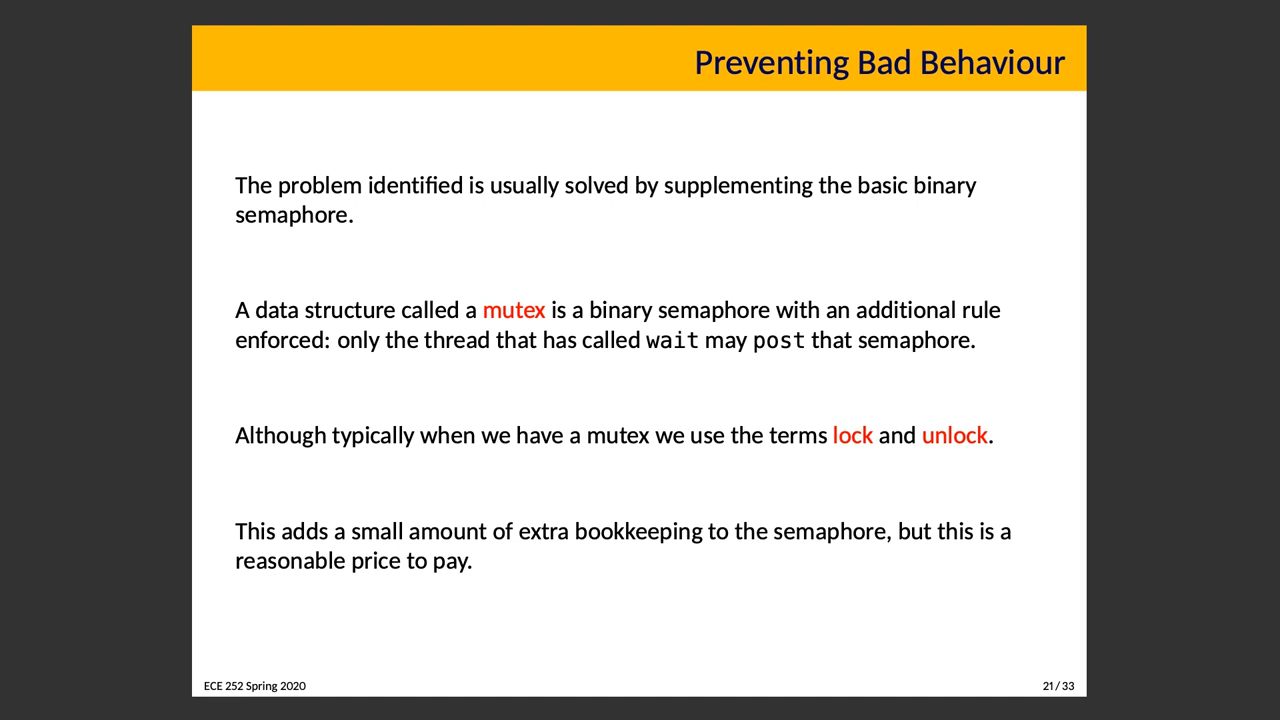 Preventing Bad Behaviour
The problem identified is usually solved by supplementing the basic binary
semaphore.
A data structure called a mutex is a binary semaphore with an additional rule
enforced: only the thread that has called wait may post that semaphore.
Although typically when we have a mutex we use the terms lock and unlock.
This adds a small amount of extra bookkeeping to the semaphore, but this is a
reasonable price to pay.
ECE 252 Spring 2020
21 / 33